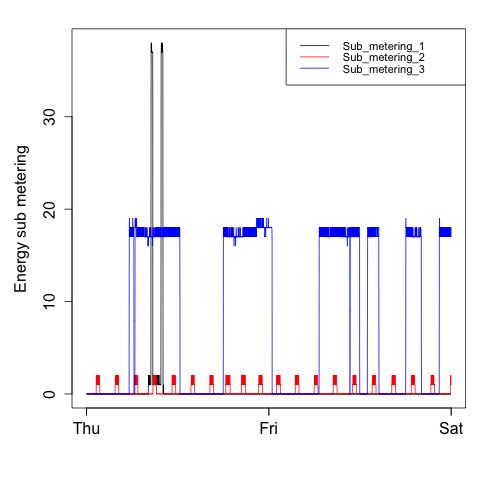 Sub_metering_1
Sub_metering_2
Sub_metering_3
Energy sub metering
30
20
10
0
Thu Fri Sat